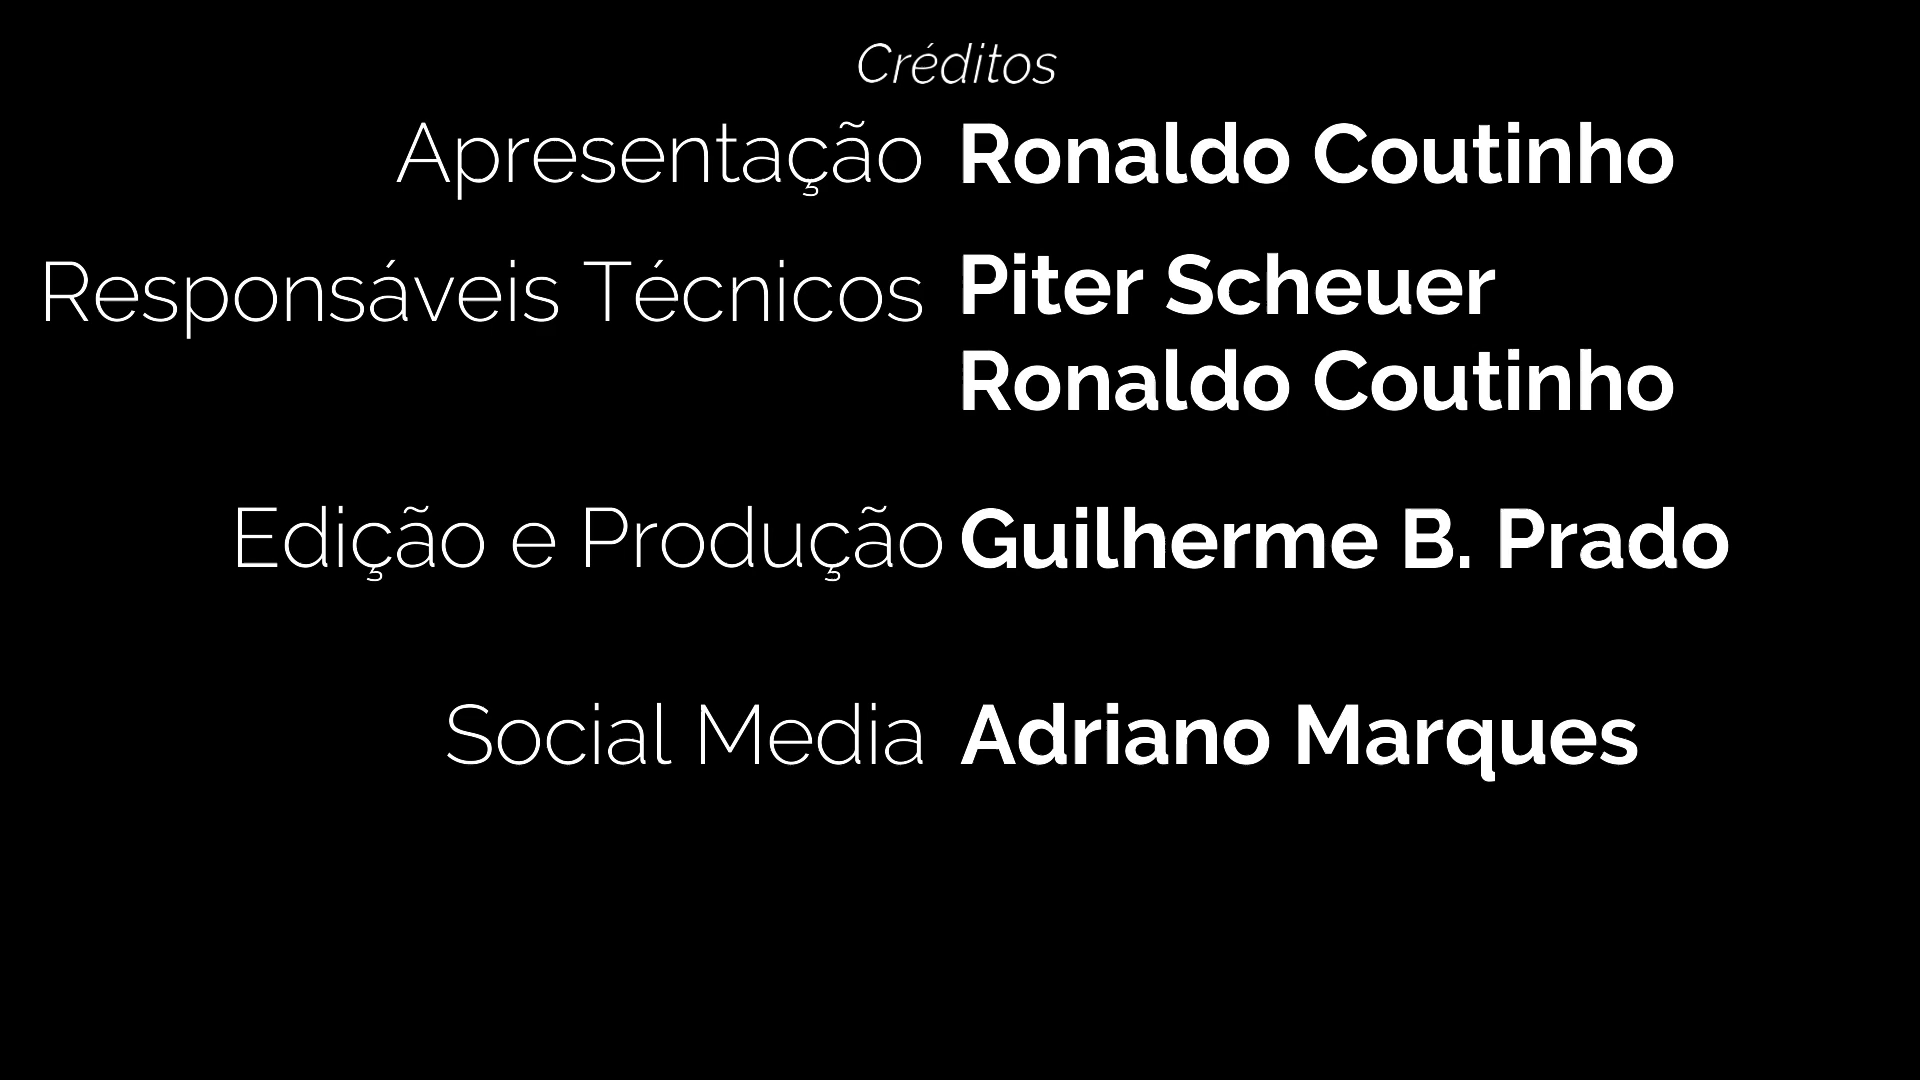 Créditos
Apresentação Ronaldo Coutinho
Responsáveis Técnicos Piter Scheuer
Ronaldo Coutinho
Edição e Produção Guilherme B. Prado
Social Media Adriano Marques